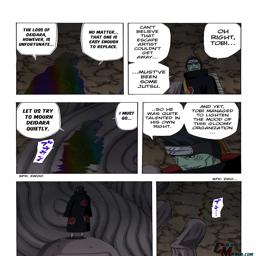 OH
RIGHT,
TOBI...
CAN'T
BELIEVE
THAT
ESCAPE
ARTIST
COULDN'T
GET
AWAY...
...MUST'VE
BEEN
SOME
JUTSU.
NO
MATTER...
THAT ONE
IS EASY
ENOUGH
TO
REPLACE.
THE LOSS
OF
DEIDARA,
HOWEVER, IS
UNFORTUNATE...
AND YET,
TOBI MANAGED
TO LIGHTEN
THE MOOD
OF THIS
GLOOMY
ORGANIZATION
...
...SO HE
WAS QUITE
TALENTED
IN HIS
OWN
RIGHT.
LET US TRY
TO MOURN
DEIDARA
QUIETLY.